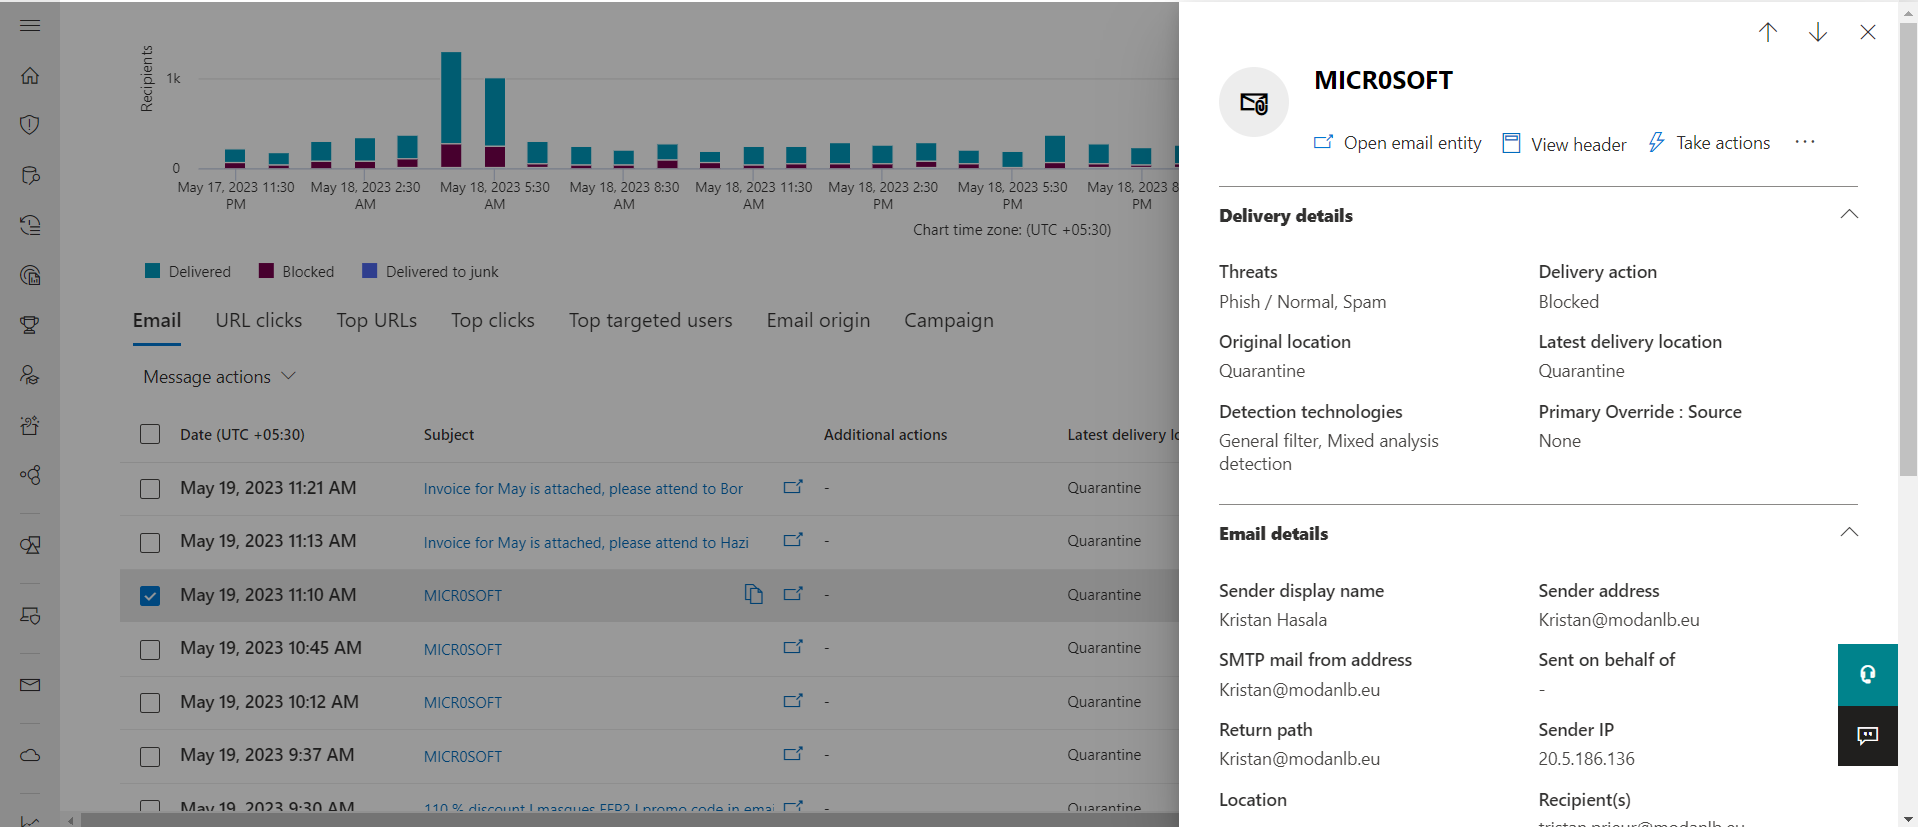 Recipients
1k
0
May 17, 2023 11:30 PM
May 18, 2023 2:30 AM
May 18, 2023 5:30 AM
May 18, 2023 8:30 AM
May 18, 2023 11:30 AM
May 18, 2023 2:30 PM
May 18, 2023 5:30 PM
May 18, 2023 8 PM
Chart time zone: (UTC +05:30)
Delivered Blocked Delivered to junk
Email URL clicks Top URLs Top clicks Top targeted users Email origin Campaign
Message actions
Date (UTC +05:30) Subject Additional actions Latest delivery lo
May 19, 2023 11:21 AM Invoice for May is attached, please attend to Bor - Quarantine
May 19, 2023 11:13 AM Invoice for May is attached, please attend to Hazi - Quarantine
May 19, 2023 11:10 AM MICR0SOFT - Quarantine
May 19, 2023 10:45 AM MICR0SOFT - Quarantine
May 19, 2023 10:12 AM MICR0SOFT - Quarantine
May 19, 2023 9:37 AM MICR0SOFT - Quarantine
May 19, 2023 9:30 AM 110 % discount | masques FFP2 | promo code in emai - Quarantine
MICR0SOFT
Open email entity View header Take actions ...
Delivery details
Threats
Phish / Normal, Spam
Delivery action
Blocked
Original location
Quarantine
Latest delivery location
Quarantine
Detection technologies
General filter, Mixed analysis
detection
Primary Override : Source
None
Email details
Sender display name
Kristan Hasala
Sender address
Kristan@modanlb.eu
SMTP mail from address
Kristan@modanlb.eu
Sent on behalf of
-
Return path
Kristan@modanlb.eu
Sender IP
20.5.186.136
Location
Recipient(s)
tristan.prieur@modanlb.eu